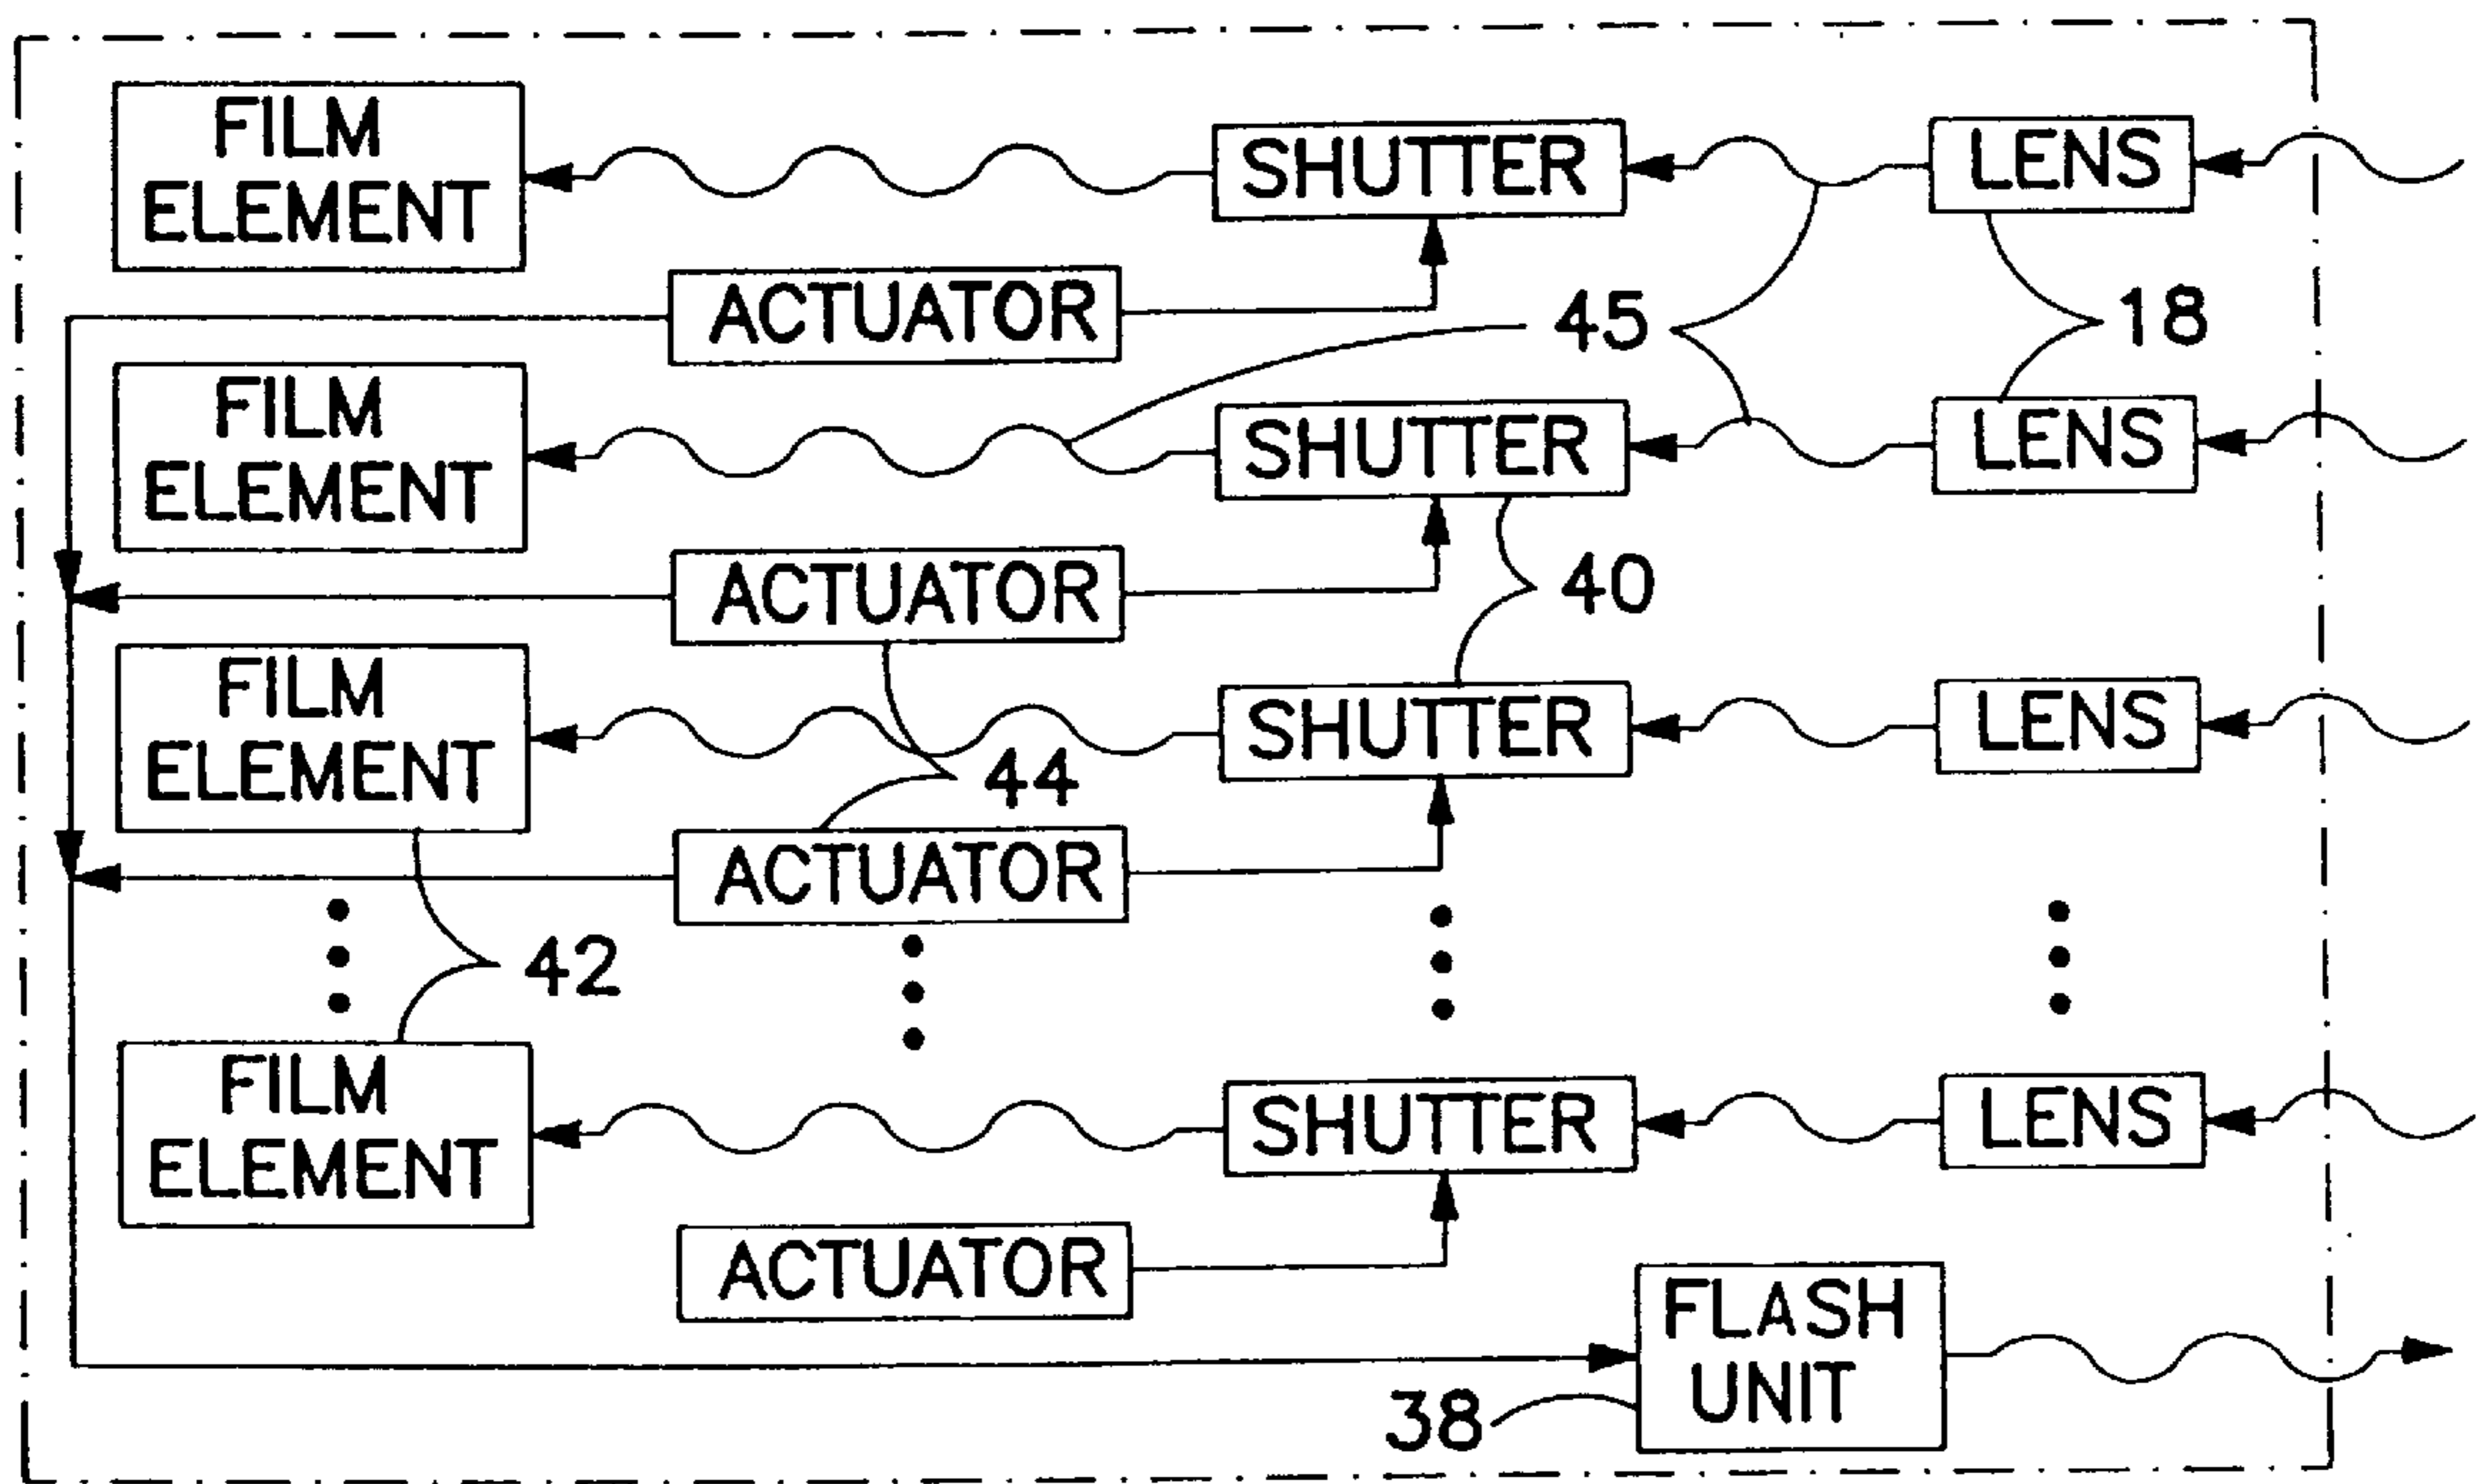 FILM
ELEMENT
SHUTTER
LENS
ACTUATOR
45
18
FILM
ELEMENT
SHUTTER
LENS
ACTUATOR
40
FILM
ELEMENT
SHUTTER
LENS
44
ACTUATOR
42
FILM
ELEMENT
SHUTTER
LENS
ACTUATOR
FLASH
UNIT
38